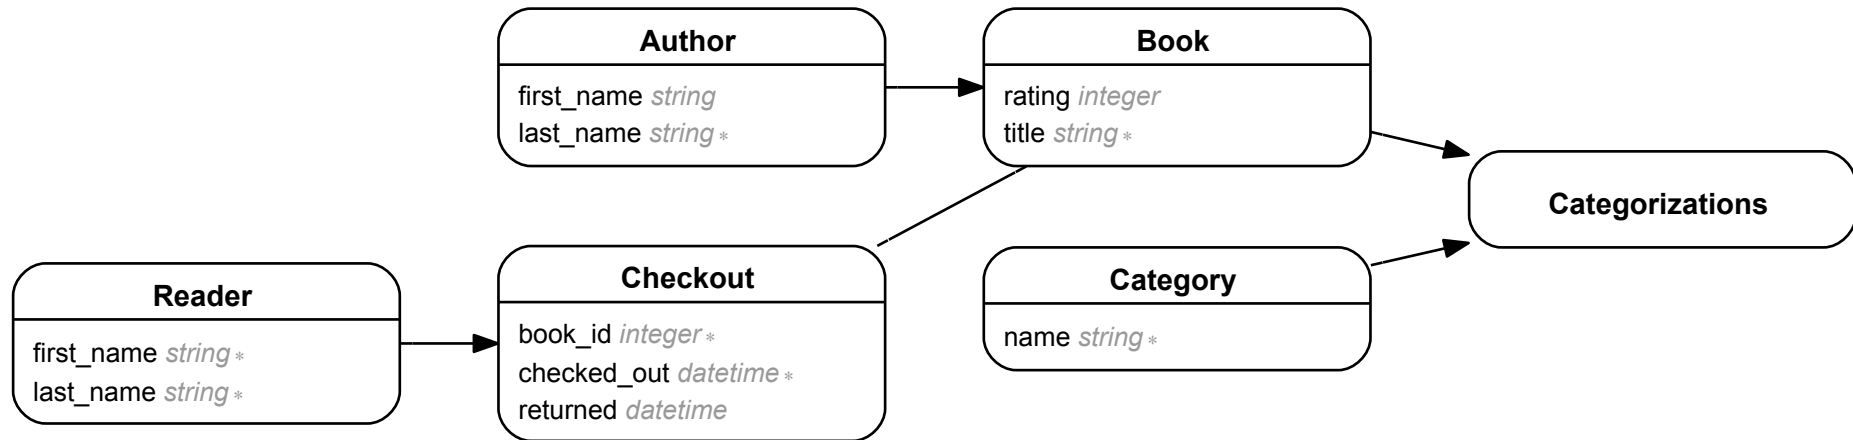 Author
first_name string
last_name string *
Book
rating integer
title string *
Categorizations
Reader
first_name string *
last_name string *
Checkout
book_id integer *
checked_out datetime *
returned datetime
Category
name string *